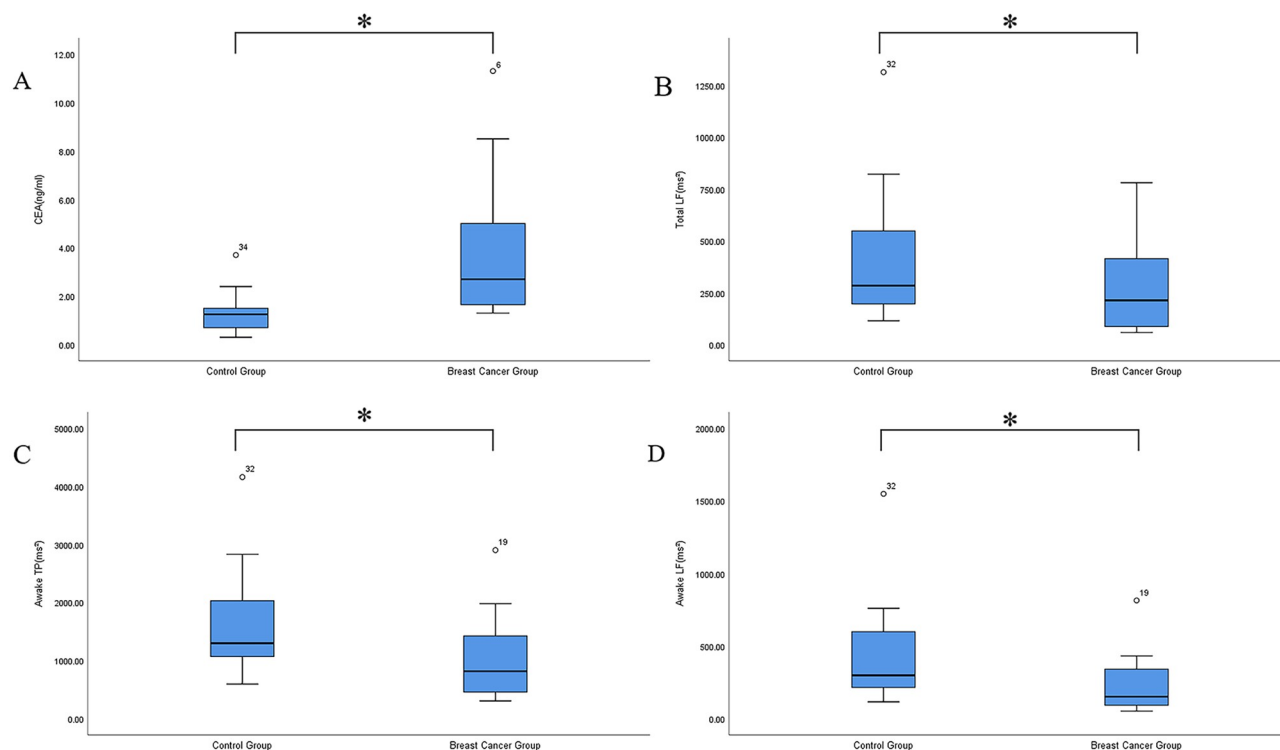 A
*
CEA(ng/ml)
12.00
10.00
8.00
6.00
4.00
2.00
0.00
34
6
Control Group
Breast Cancer Group
B
*
Total LF(ms²)
1250.00
1000.00
750.00
500.00
250.00
0.00
32
Control Group
Breast Cancer Group
C
*
Awake TP(ms²)
5000.00
4000.00
3000.00
2000.00
1000.00
0.00
32
19
Control Group
Breast Cancer Group
D
*
Awake LF(ms²)
2000.00
1500.00
1000.00
500.00
0.00
32
19
Control Group
Breast Cancer Group